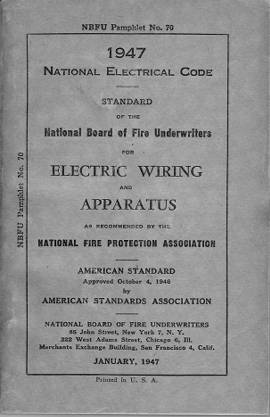 NBFU Pamphlet No. 70
1947
NATIONAL ELECTRICAL CODE
STANDARD
OF THE
National Board of Fire Underwriters
FOR
ELECTRIC WIRING
AND
APPARATUS
AS RECOMMENDED BY THE
NATIONAL FIRE PROTECTION ASSOCIATION
AMERICAN STANDARD
Approved October 4, 1946
by
AMERICAN STANDARDS ASSOCIATION
NATIONAL BOARD OF FIRE UNDERWRITERS
85 John Street, New York 7, N. Y.
222 West Adams Street, Chicago 6, Ill.
Merchants Exchange Building, San Francisco 4, Calif.
JANUARY, 1947
Printed in U. S. A.
NBFU Pamphlet No. 70